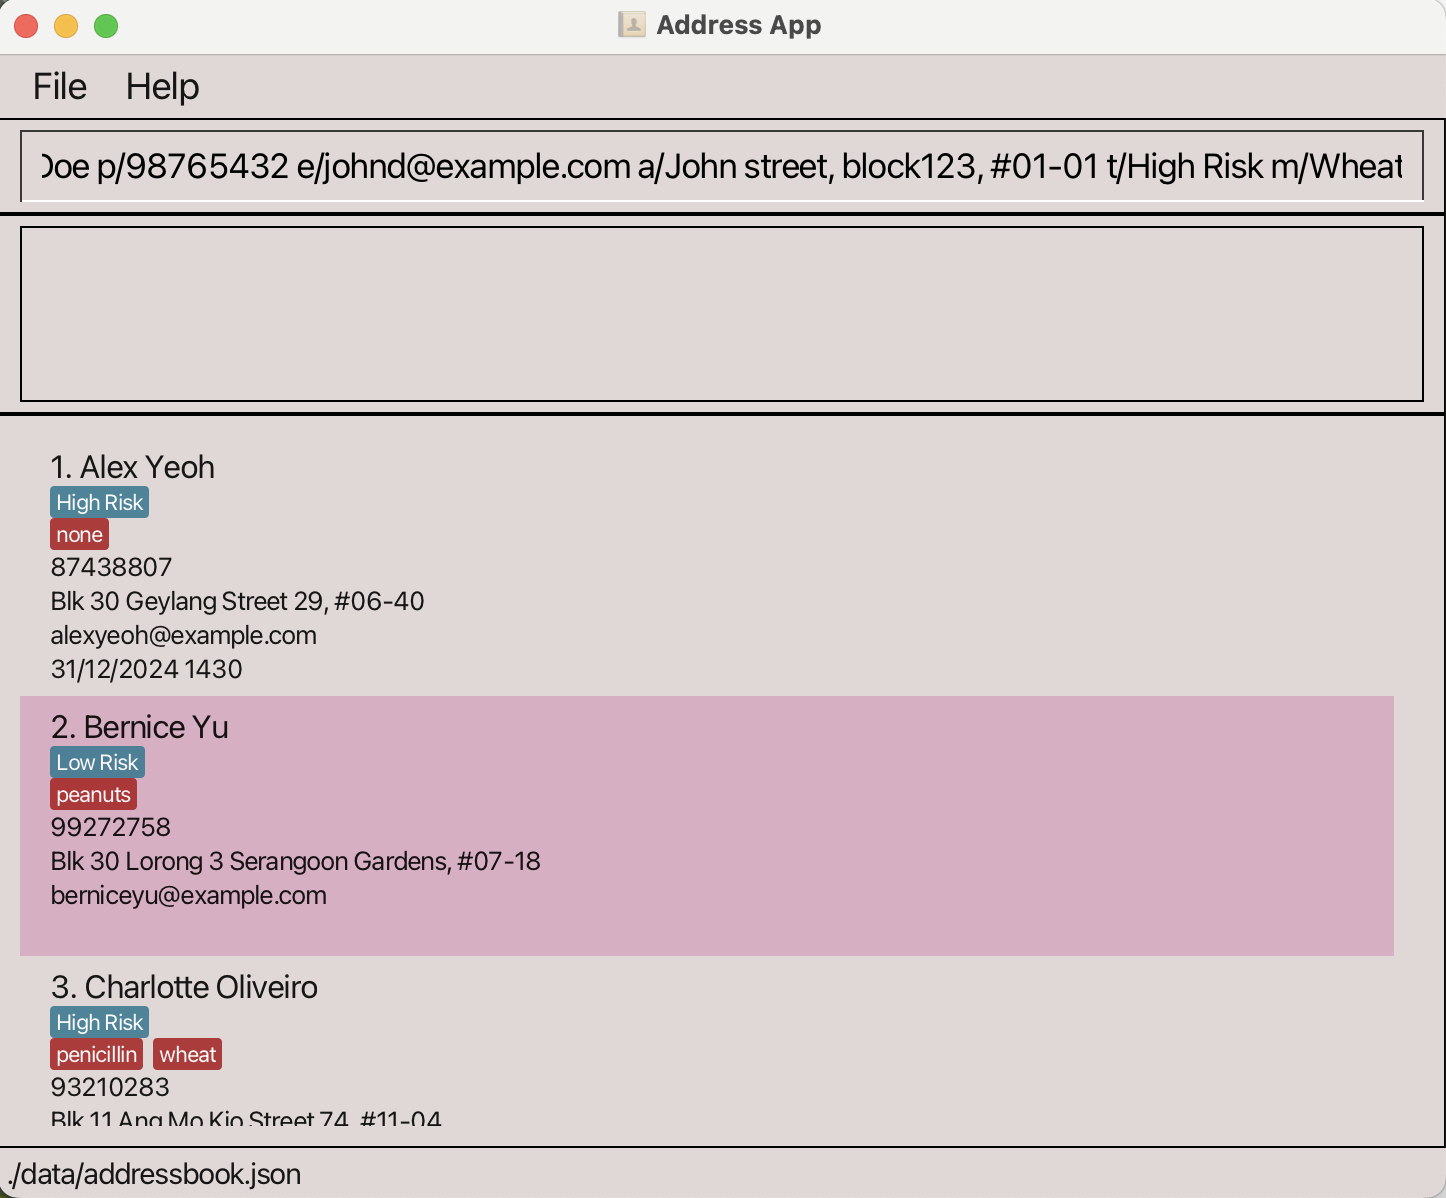 Address App
File Help
Doe p/98765432 e/johnd@example.com a/John street, block123, #01-01 t/High Risk m/Wheat
1. Alex Yeoh
High Risk
none
87438807
Blk 30 Geylang Street 29, #06-40
alexyeoh@example.com
31/12/2024 1430
2. Bernice Yu
Low Risk
peanuts
99272758
Blk 30 Lorong 3 Serangoon Gardens, #07-18
berniceyu@example.com
3. Charlotte Oliveiro
High Risk
penicillin wheat
93210283
Blk 11 Ang Mo Kio Street 74, #11-04
./data/addressbook.json